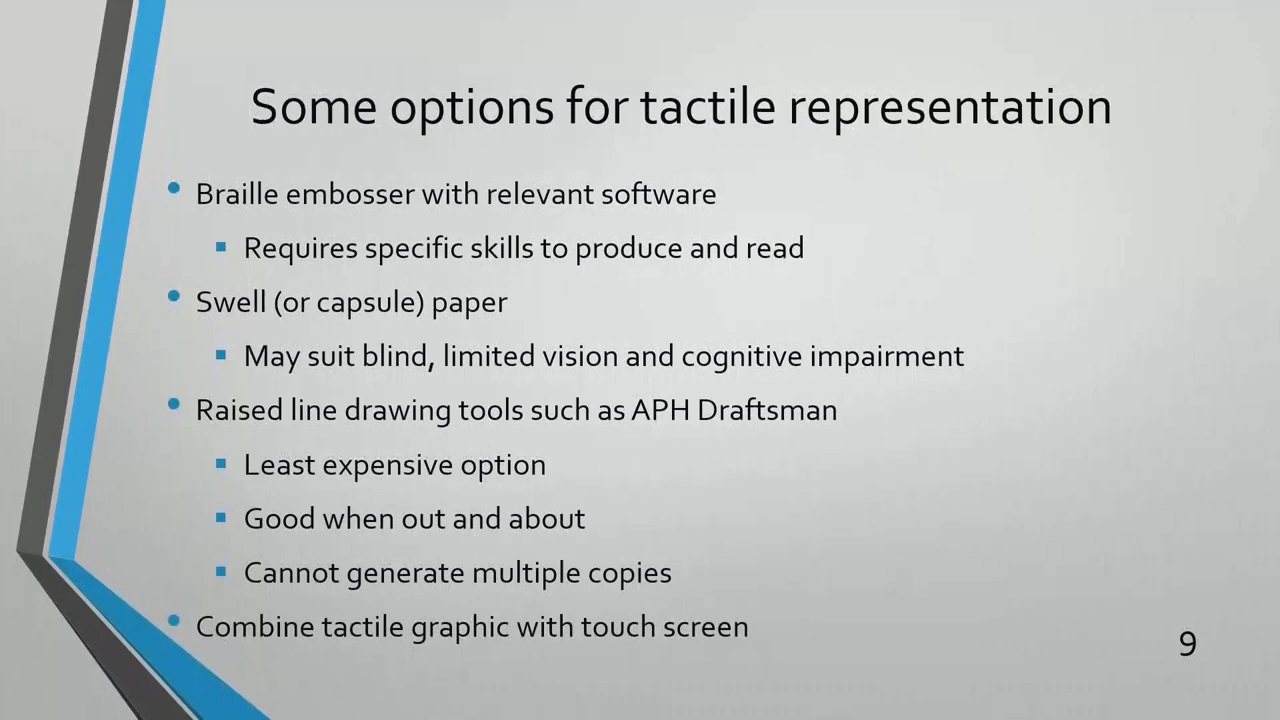 Some options for tactile representation
Braille embosser with relevant software
Requires specific skills to produce and read
Swell (or capsule) paper
May suit blind, limited vision and cognitive impairment
Raised line drawing tools such as APH Draftsman
Least expensive option
Good when out and about
Cannot generate multiple copies
Combine tactile graphic with touch screen
9